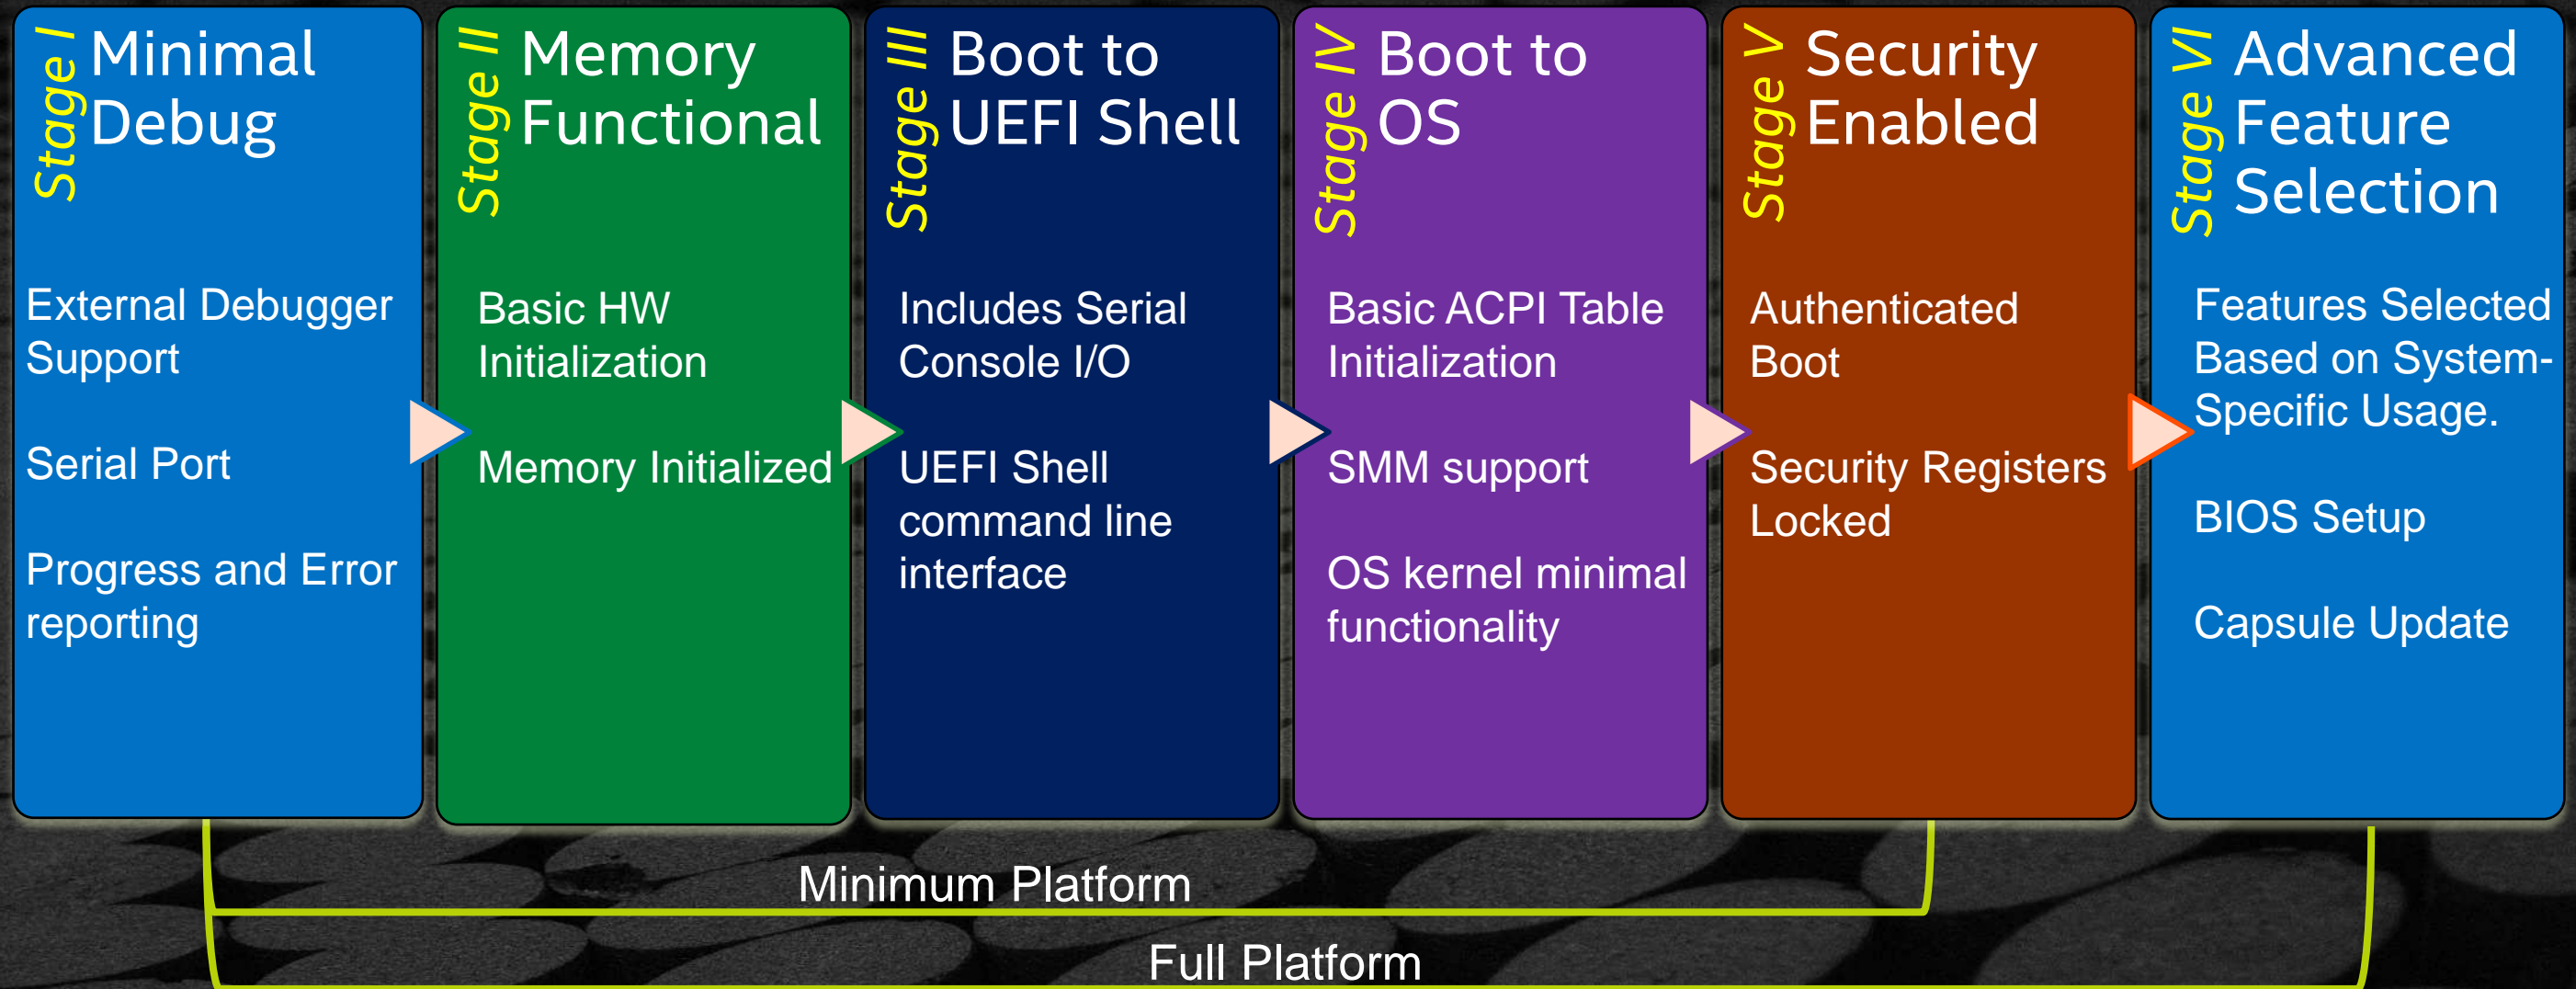 Stage I
Minimal
Debug
External Debugger
Support
Serial Port
Progress and Error
reporting
Stage II
Memory
Functional
Basic HW
Initialization
Memory Initialized
Stage III
Boot to
UEFI Shell
Includes Serial
Console I/O
UEFI Shell
command line
interface
Stage IV
Boot to
OS
Basic ACPI Table
Initialization
SMM support
OS kernel minimal
functionality
Stage V
Security
Enabled
Authenticated
Boot
Security Registers
Locked
Stage VI
Advanced
Feature
Selection
Features Selected
Based on System-
Specific Usage.
BIOS Setup
Capsule Update
Minimum Platform
Full Platform